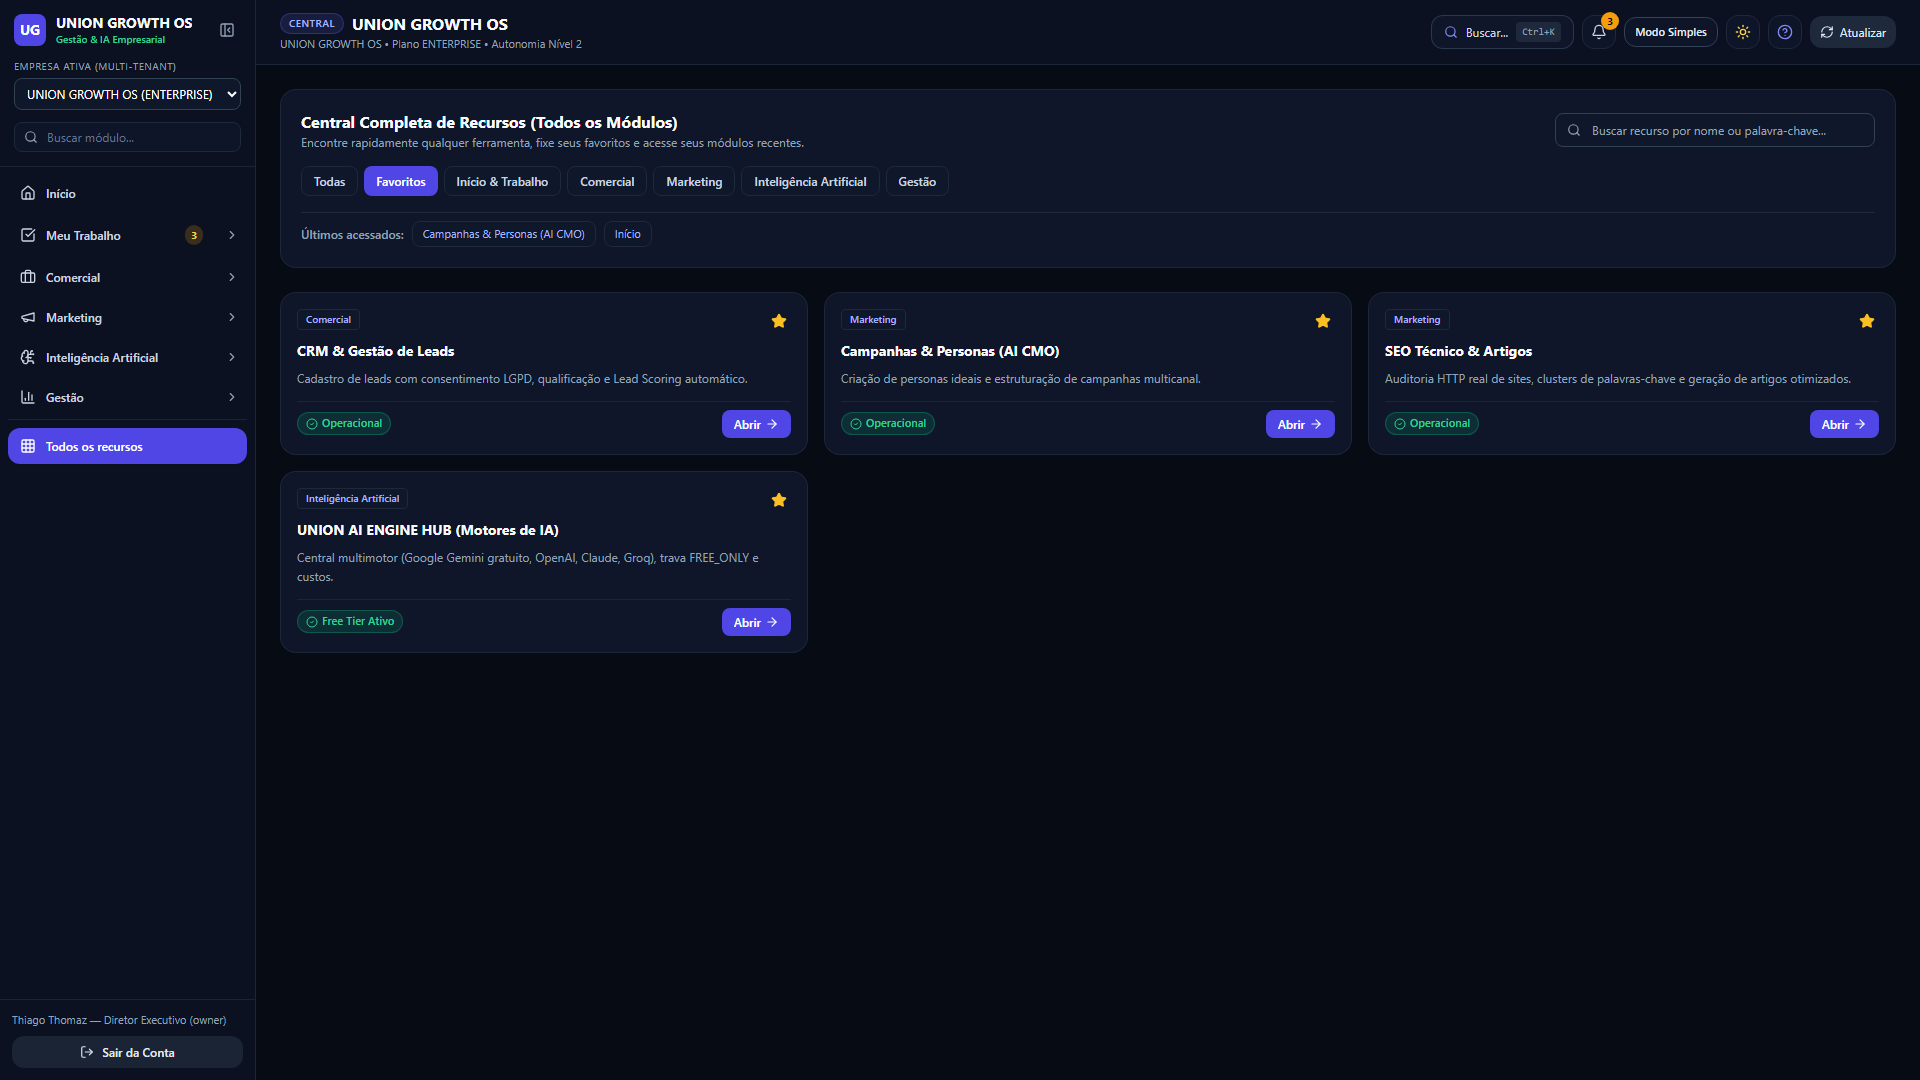 UG
UNION GROWTH OS
Gestão & IA Empresarial
EMPRESA ATIVA (MULTI-TENANT)
UNION GROWTH OS (ENTERPRISE)
Buscar módulo...
Início
Meu Trabalho 3
Comercial
Marketing
Inteligência Artificial
Gestão
Todos os recursos
Thiago Thomaz — Diretor Executivo (owner)
Sair da Conta
CENTRAL UNION GROWTH OS
UNION GROWTH OS • Plano ENTERPRISE • Autonomia Nível 2
Buscar... Ctrl+K
3
Modo Simples
Atualizar
Central Completa de Recursos (Todos os Módulos)
Encontre rapidamente qualquer ferramenta, fixe seus favoritos e acesse seus módulos recentes.
Buscar recurso por nome ou palavra-chave...
Todas Favoritos Início & Trabalho Comercial Marketing Inteligência Artificial Gestão
Últimos acessados: Campanhas & Personas (AI CMO) Início
Comercial
CRM & Gestão de Leads
Cadastro de leads com consentimento LGPD, qualificação e Lead Scoring automático.
Operacional
Abrir
Marketing
Campanhas & Personas (AI CMO)
Criação de personas ideais e estruturação de campanhas multicanal.
Operacional
Abrir
Marketing
SEO Técnico & Artigos
Auditoria HTTP real de sites, clusters de palavras-chave e geração de artigos otimizados.
Operacional
Abrir
Inteligência Artificial
UNION AI ENGINE HUB (Motores de IA)
Central multimotor (Google Gemini gratuito, OpenAI, Claude, Groq), trava FREE_ONLY e
custos.
Free Tier Ativo
Abrir